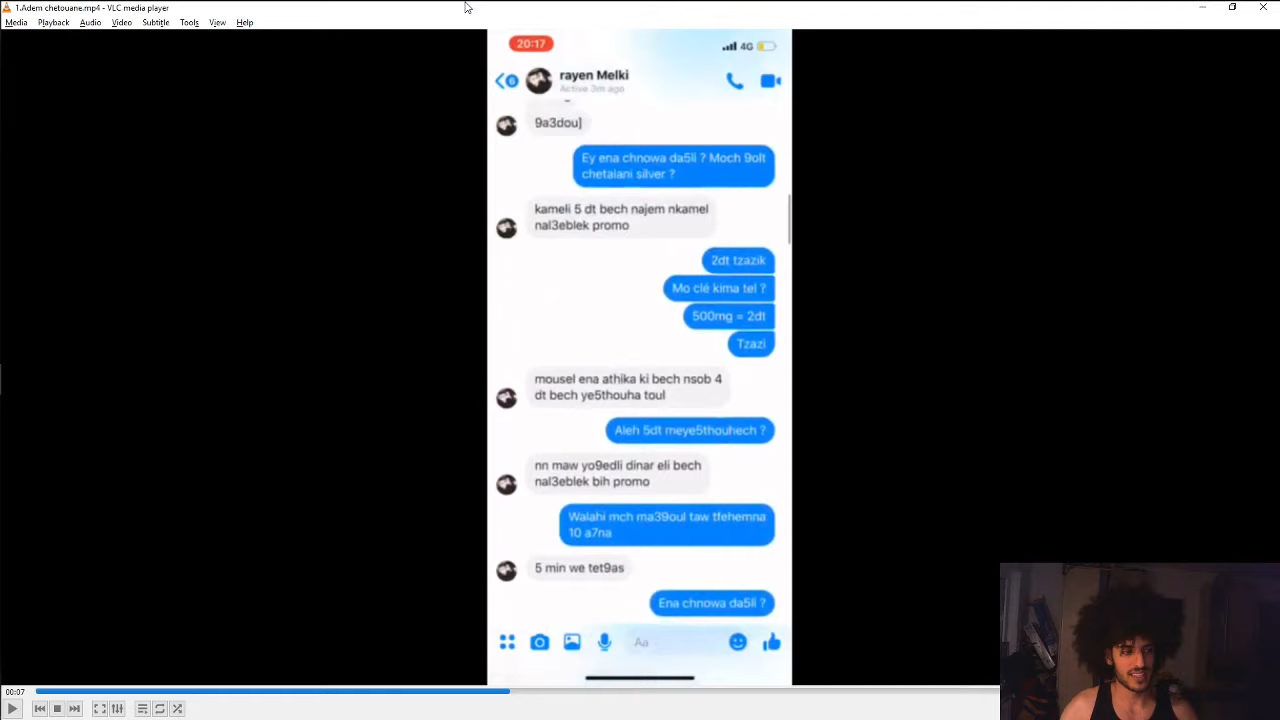 1.Adem chetouane.mp4 - VLC media player
Media Playback Audio Video Subtitle Tools View Help
20:17
4G
6
rayen Melki
Active 3m ago
9a3dou]
Ey ena chnowa da5li ? Moch 9olt
chetalani silver ?
kameli 5 dt bech najem nkamel
nal3eblek promo
2dt tzazik
Mo clé kima tel ?
500mg = 2dt
Tzazi
mousel ena athika ki bech nsob 4
dt bech ye5thouha toul
Aleh 5dt meye5thouhech ?
nn maw yo9edli dinar eli bech
nal3eblek bih promo
Walahi mch ma39oul taw tfehemna
10 a7na
5 min we tet9as
Ena chnowa da5li ?
Aa
00:07